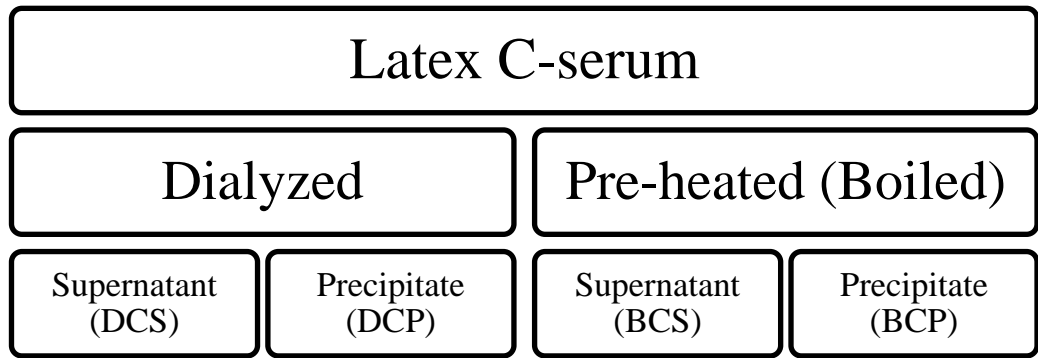 Latex C-serum
Dialyzed
Pre-heated (Boiled)
Supernatant
(DCS)
Precipitate
(DCP)
Supernatant
(BCS)
Precipitate
(BCP)